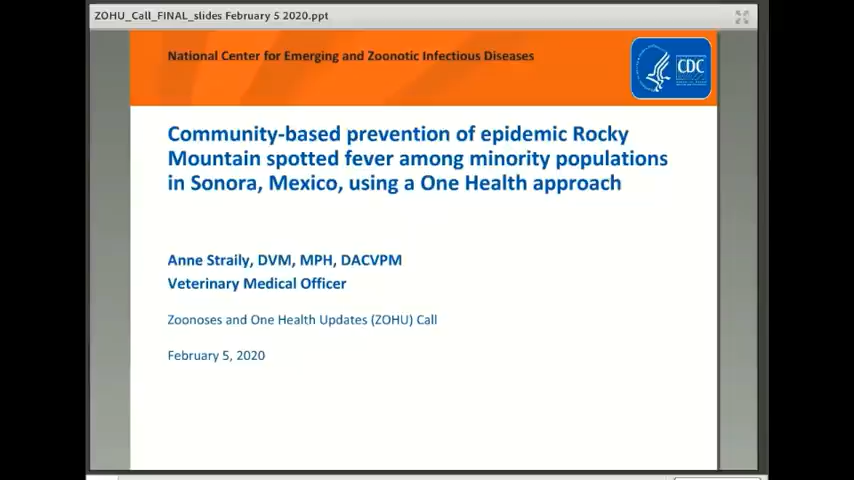 ZOHU_Call_FINAL_slides February 5 2020.ppt
National Center for Emerging and Zoonotic Infectious Diseases
CDC
Community-based prevention of epidemic Rocky
Mountain spotted fever among minority populations
in Sonora, Mexico, using a One Health approach
Anne Straily, DVM, MPH, DACVPM
Veterinary Medical Officer
Zoonoses and One Health Updates (ZOHU) Call
February 5, 2020